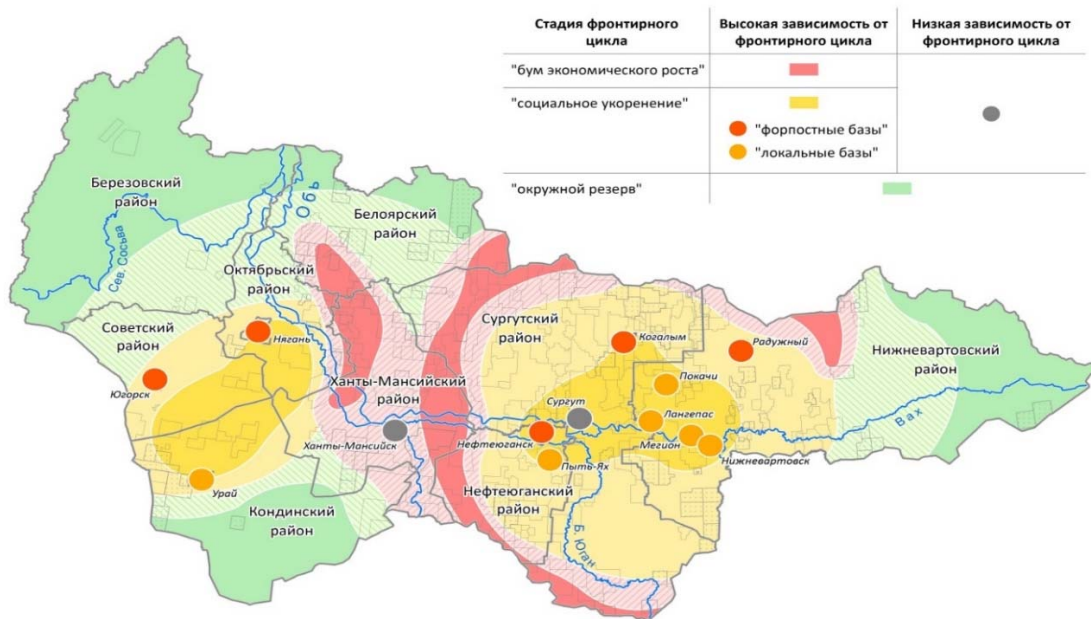 Стадия фронтирного
цикла
Высокая зависимость от
фронтирного цикла
Низкая зависимость от
фронтирного цикла
"бум экономического роста"
"социальное укоренение"
"форпостные базы"
"локальные базы"
"окружной резерв"
Березовский
район
Сев. Сосьва
Обь
Белоярский
район
Октябрьский
район
Советский
район
Нягань
Югорск
Сургутский
район
Когалым
Радужный
Нижневартовский
район
Ханты-Мансийский
район
Покачи
Сургут
Лангепас
Вах
Ханты-Мансийск
Нефтеюганск
Мегион
Нижневартовск
Пыть-Ях
Урай
Нефтеюганский
район
Кондинский
район
Б. Юган